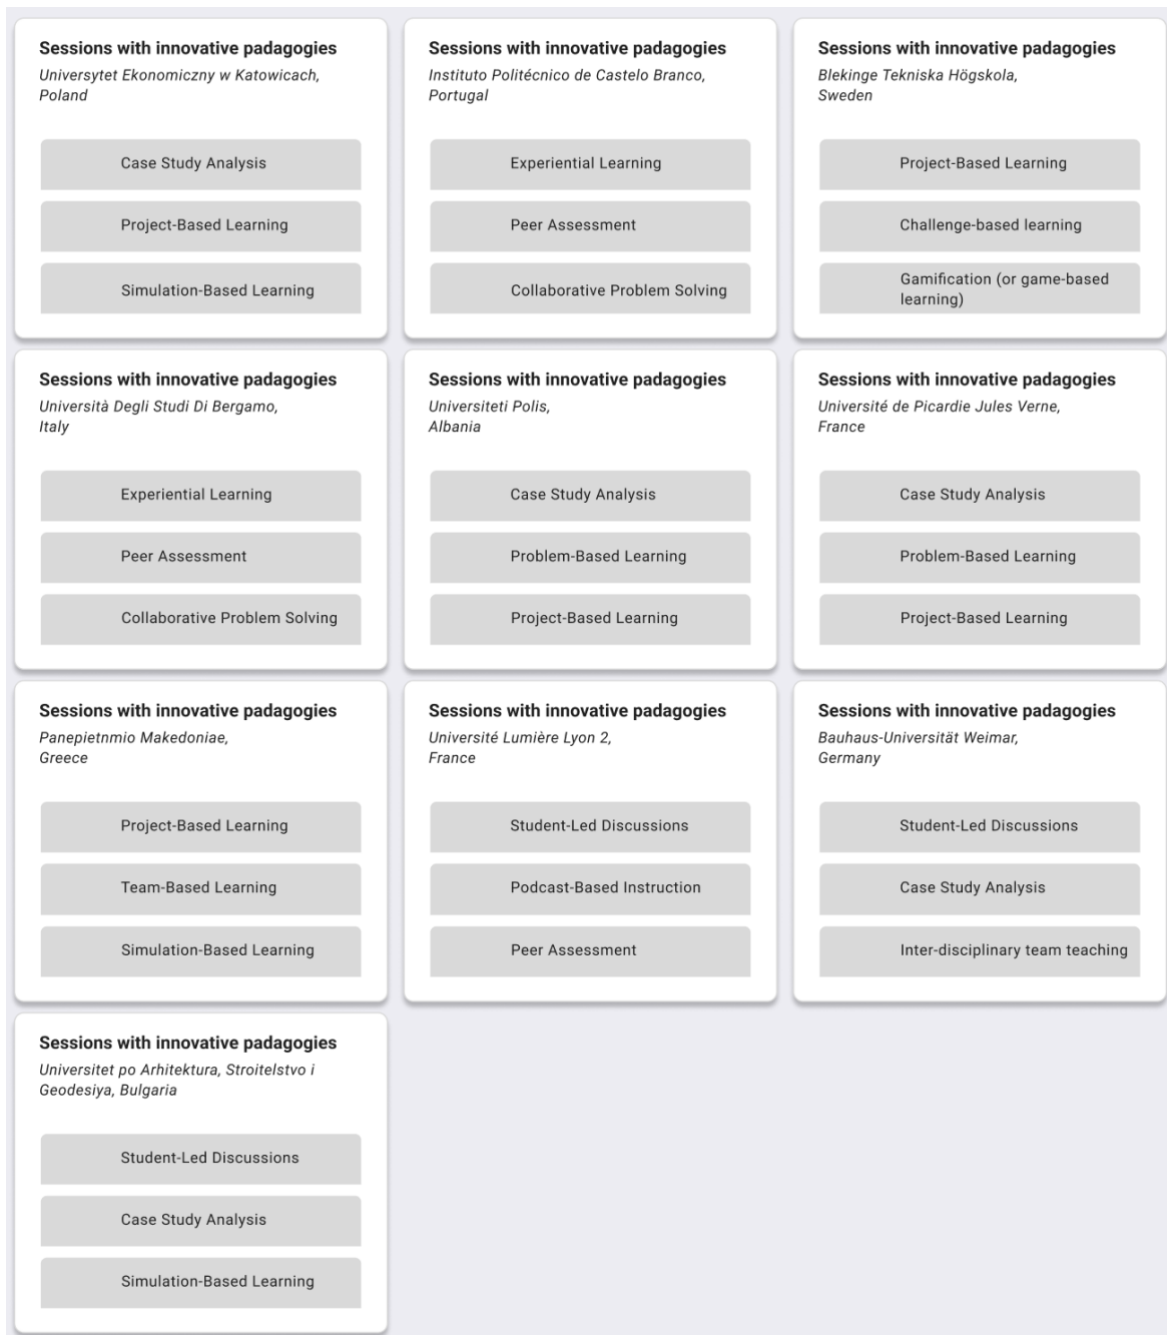 Sessions with innovative padagogies
Universytet Ekonomiczny w Katowicach,
Poland
Case Study Analysis
Project-Based Learning
Simulation-Based Learning
Sessions with innovative padagogies
Instituto Politécnico de Castelo Branco,
Portugal
Experiential Learning
Peer Assessment
Collaborative Problem Solving
Sessions with innovative padagogies
Blekinge Tekniska Högskola,
Sweden
Project-Based Learning
Challenge-based learning
Gamification (or game-based
learning)
Sessions with innovative padagogies
Università Degli Studi Di Bergamo,
Italy
Experiential Learning
Peer Assessment
Collaborative Problem Solving
Sessions with innovative padagogies
Universiteti Polis,
Albania
Case Study Analysis
Problem-Based Learning
Project-Based Learning
Sessions with innovative padagogies
Université de Picardie Jules Verne,
France
Case Study Analysis
Problem-Based Learning
Project-Based Learning
Sessions with innovative padagogies
Panepietnmio Makedoniae,
Greece
Project-Based Learning
Team-Based Learning
Simulation-Based Learning
Sessions with innovative padagogies
Université Lumière Lyon 2,
France
Student-Led Discussions
Podcast-Based Instruction
Peer Assessment
Sessions with innovative padagogies
Bauhaus-Universität Weimar,
Germany
Student-Led Discussions
Case Study Analysis
Inter-disciplinary team teaching
Sessions with innovative padagogies
Universitet po Arhitektura, Stroitelstvo i
Geodesiya, Bulgaria
Student-Led Discussions
Case Study Analysis
Simulation-Based Learning